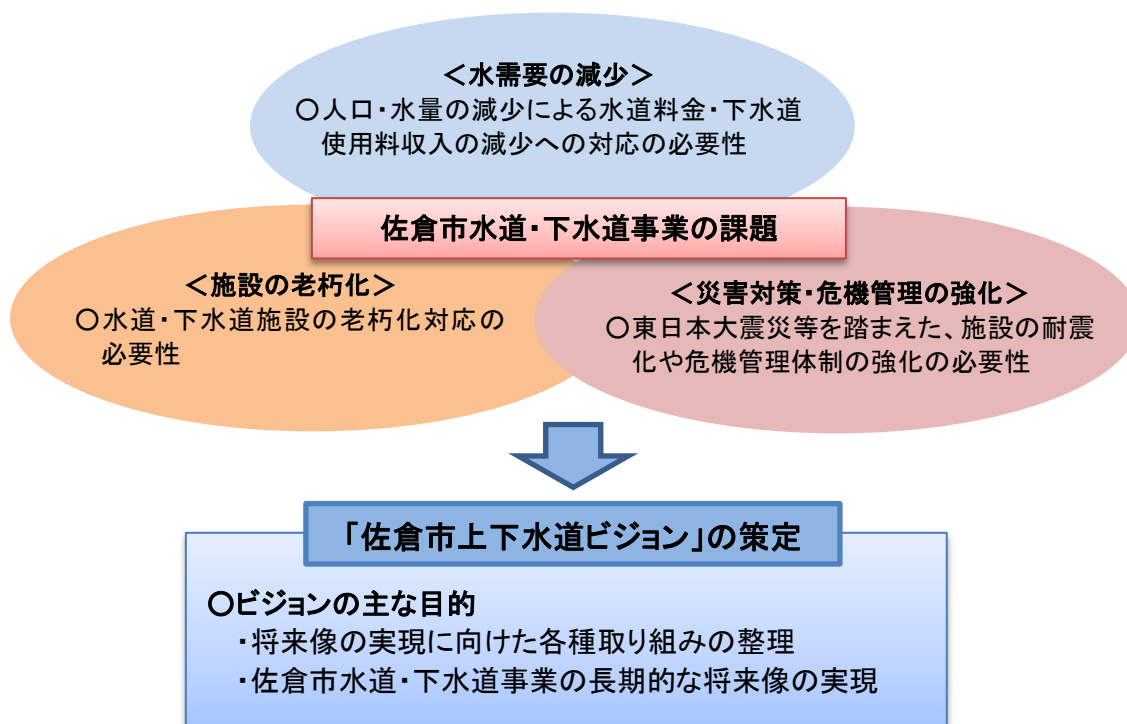 ＜水需要の減少＞
○人口・水量の減少による水道料金・下水道
使用料収入の減少への対応の必要性
佐倉市水道・下水道事業の課題
＜施設の老朽化＞
○水道・下水道施設の老朽化対応の
必要性
＜災害対策・危機管理の強化＞
○東日本大震災等を踏まえた、施設の耐震
化や危機管理体制の強化の必要性
「佐倉市上下水道ビジョン」の策定
○ビジョンの主な目的
・将来像の実現に向けた各種取り組みの整理
・佐倉市水道・下水道事業の長期的な将来像の実現